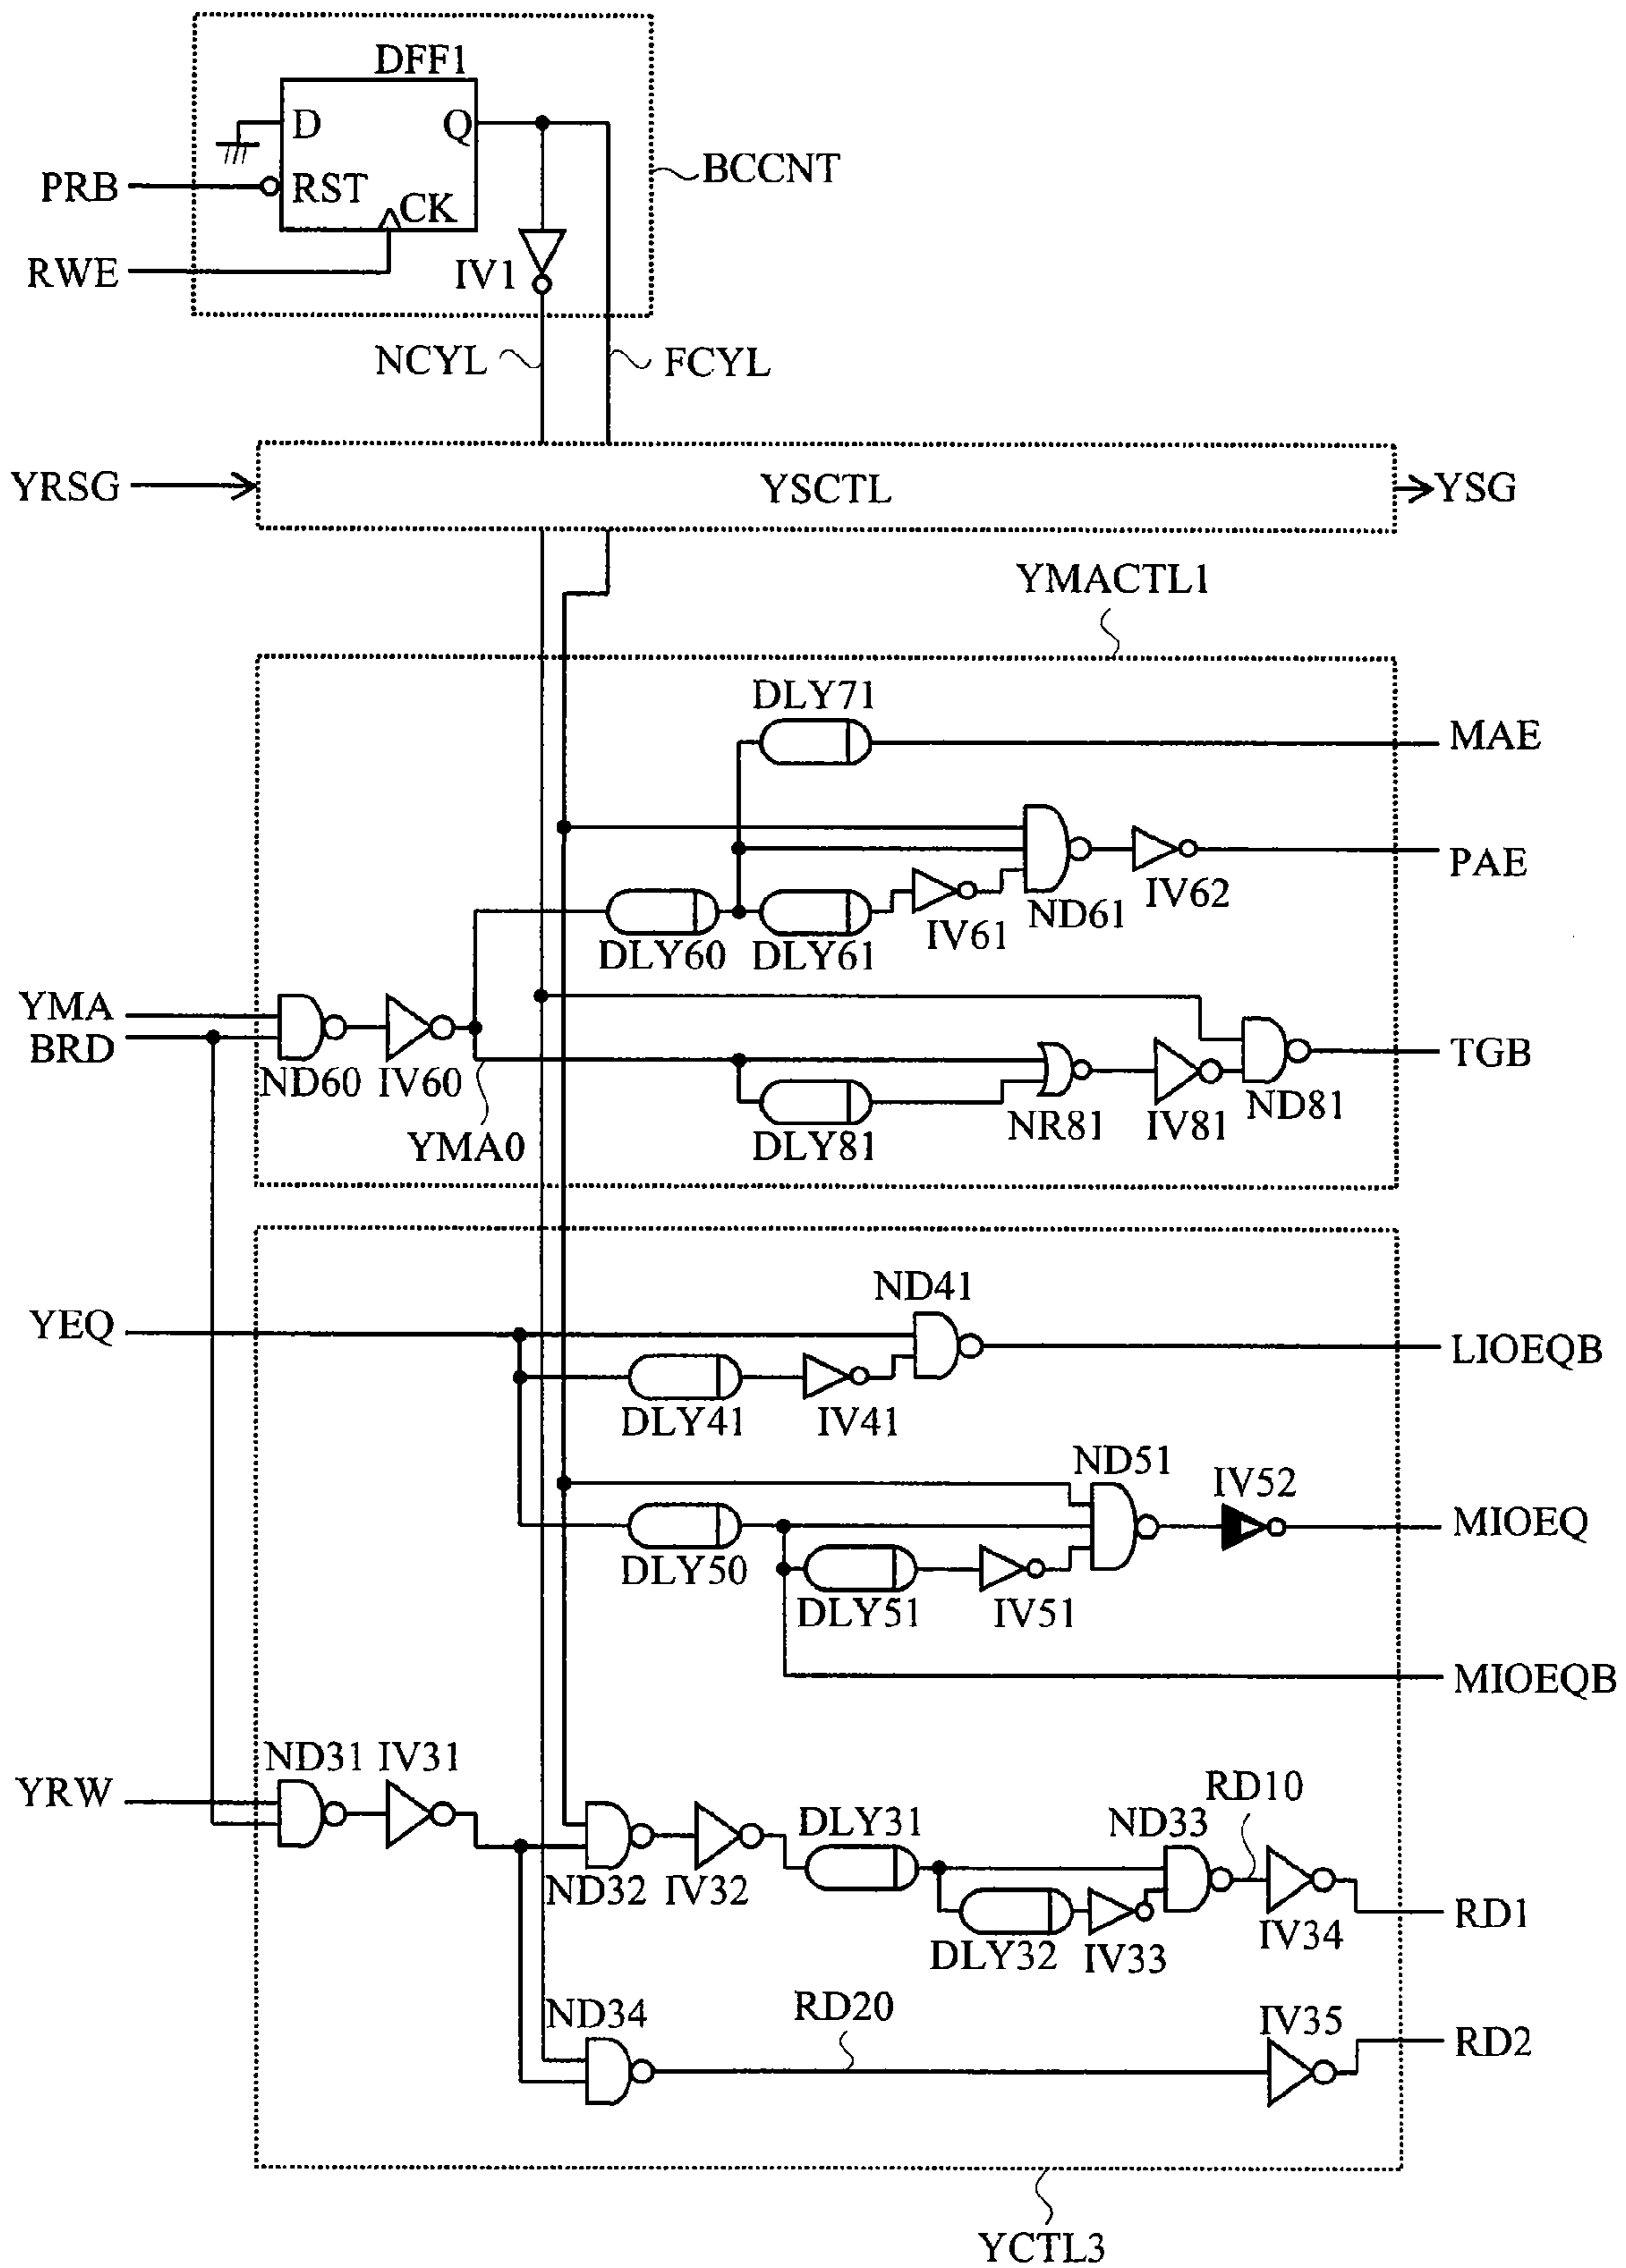 DFF1
D
Q
PRB
RST
CK
BCCNT
RWE
IV1
NCYL
FCYL
YRSG
YSCTL
YSG
YMACTL1
DLY71
MAE
PAE
IV62
ND61
IV61
DLY60
DLY61
YMA
BRD
TGB
ND60
IV60
ND81
NR81
IV81
YMA0
DLY81
ND41
YEQ
LIOEQB
DLY41
IV41
ND51
IV52
MIOEQ
DLY50
DLY51
IV51
MIOEQB
ND31
IV31
YRW
RD10
DLY31
ND33
ND32
IV32
RD1
IV34
DLY32
IV33
ND34
RD20
IV35
RD2
YCTL3